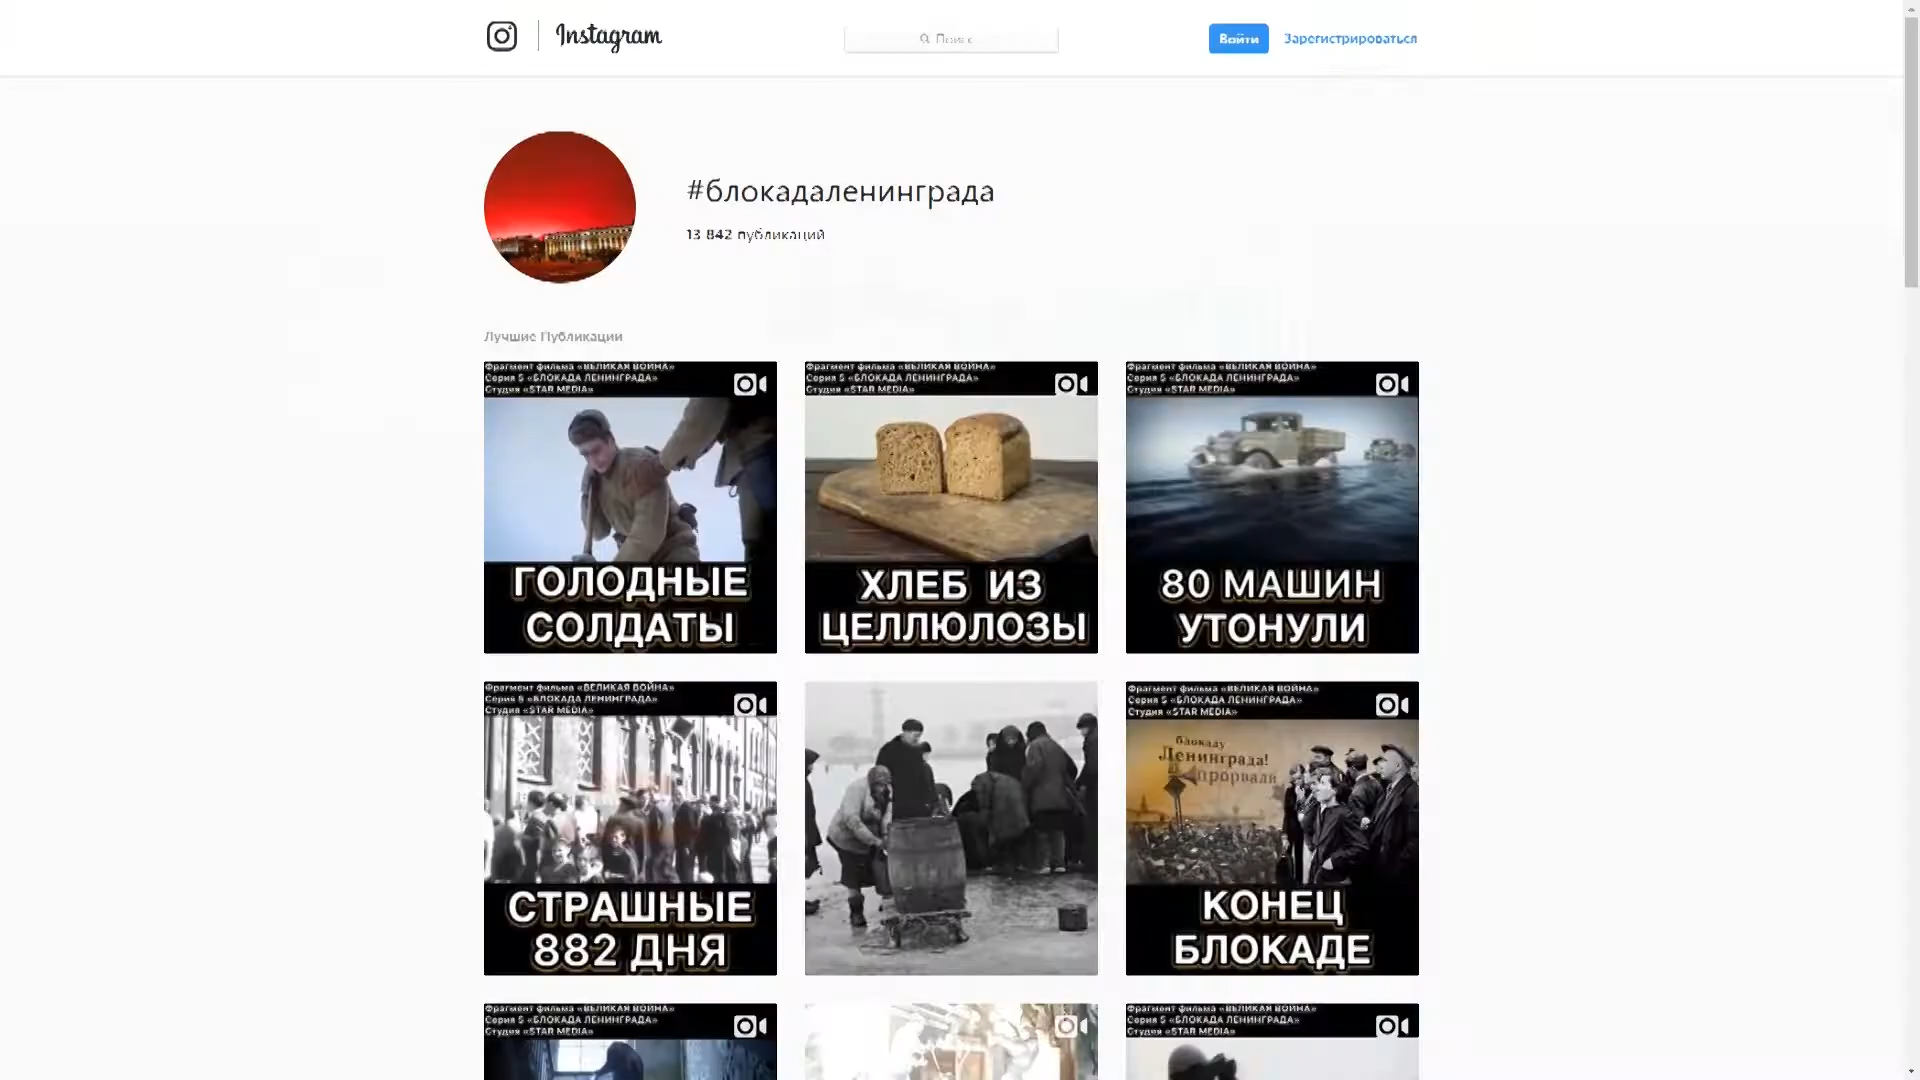 Instagram
Поиск
Войти
Зарегистрироваться
#блокадаленинграда
13 842 публикаций
Лучшие Публикации
Фрагмент фильма «ВЕЛИКАЯ ВОЙНА»
Серия 5 «БЛОКАДА ЛЕНИНГРАДА»
Студия «STAR MEDIA»
ГОЛОДНЫЕ
СОЛДАТЫ
Фрагмент фильма «ВЕЛИКАЯ ВОЙНА»
Серия 5 «БЛОКАДА ЛЕНИНГРАДА»
Студия «STAR MEDIA»
ХЛЕБ ИЗ
ЦЕЛЛЮЛОЗЫ
Фрагмент фильма «ВЕЛИКАЯ ВОЙНА»
Серия 5 «БЛОКАДА ЛЕНИНГРАДА»
Студия «STAR MEDIA»
80 МАШИН
УТОНУЛИ
Фрагмент фильма «ВЕЛИКАЯ ВОЙНА»
Серия 5 «БЛОКАДА ЛЕНИНГРАДА»
Студия «STAR MEDIA»
СТРАШНЫЕ
882 ДНЯ
Фрагмент фильма «ВЕЛИКАЯ ВОЙНА»
Серия 5 «БЛОКАДА ЛЕНИНГРАДА»
Студия «STAR MEDIA»
блокаду
Ленинграда!
прорвали
КОНЕЦ
БЛОКАДЕ
Фрагмент фильма «ВЕЛИКАЯ ВОЙНА»
Серия 5 «БЛОКАДА ЛЕНИНГРАДА»
Студия «STAR MEDIA»
Фрагмент фильма «ВЕЛИКАЯ ВОЙНА»
Серия 5 «БЛОКАДА ЛЕНИНГРАДА»
Студия «STAR MEDIA»